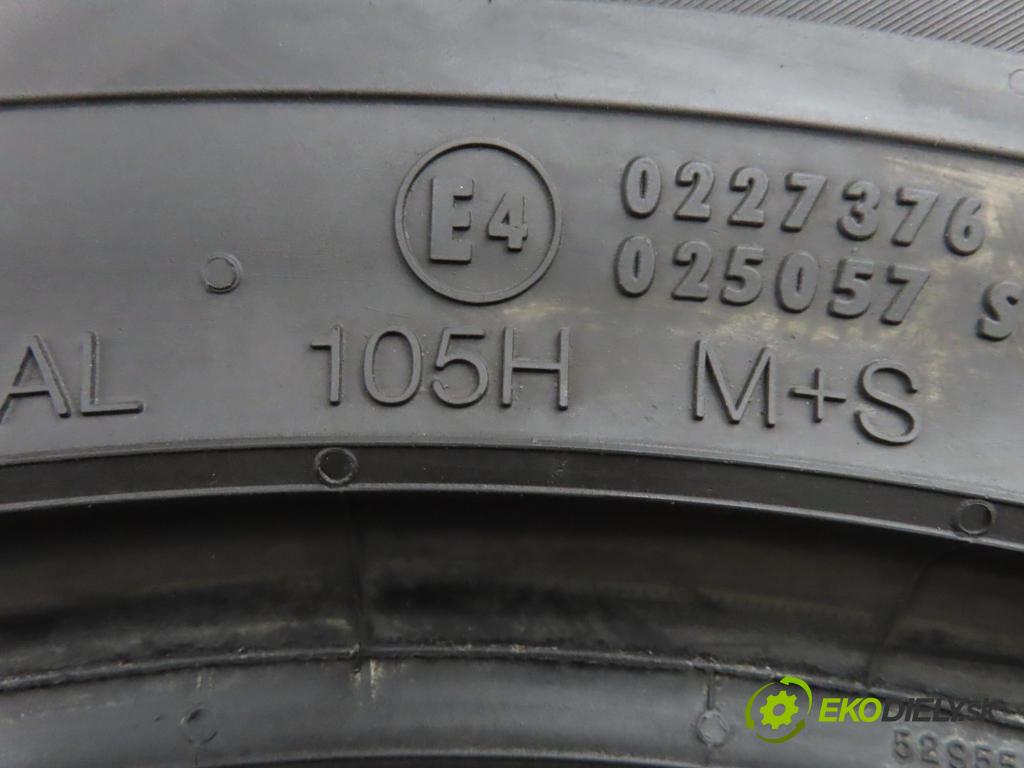 E4 0227376
025057 S
AL 105H M+S
EKODIELY.SK